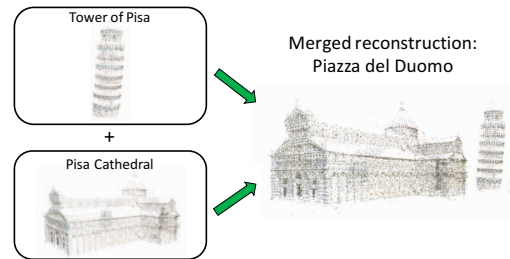 Tower of Pisa
+
Pisa Cathedral
Merged reconstruction:
Piazza del Duomo